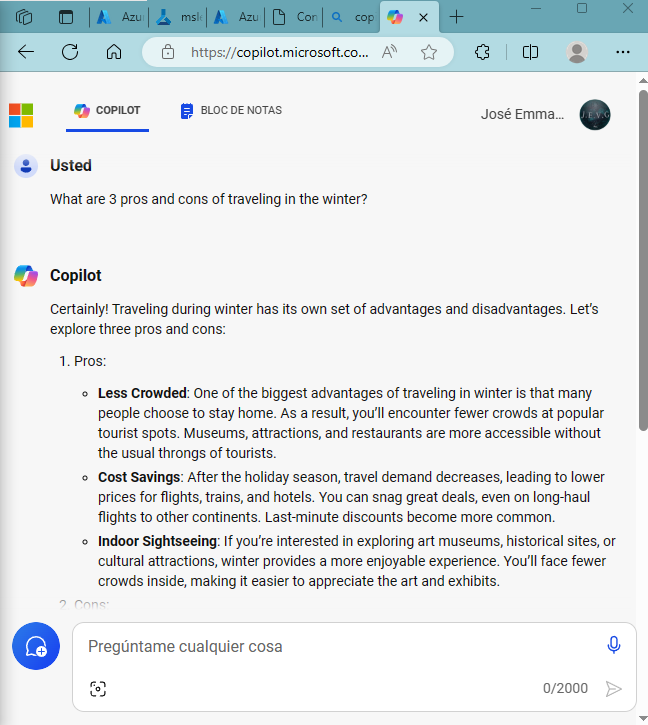 Azu
msl
Azu
Con
cop
https://copilot.microsoft.co...
COPILOT
BLOC DE NOTAS
José Emma...
J.E.V.G
Usted
What are 3 pros and cons of traveling in the winter?
Copilot
Certainly! Traveling during winter has its own set of advantages and disadvantages. Let’s
explore three pros and cons:
1. Pros:
Less Crowded: One of the biggest advantages of traveling in winter is that many
people choose to stay home. As a result, you’ll encounter fewer crowds at popular
tourist spots. Museums, attractions, and restaurants are more accessible without
the usual throngs of tourists.
Cost Savings: After the holiday season, travel demand decreases, leading to lower
prices for flights, trains, and hotels. You can snag great deals, even on long-haul
flights to other continents. Last-minute discounts become more common.
Indoor Sightseeing: If you’re interested in exploring art museums, historical sites, or
cultural attractions, winter provides a more enjoyable experience. You’ll face fewer
crowds inside, making it easier to appreciate the art and exhibits.
2. Cons:
Pregúntame cualquier cosa
0/2000